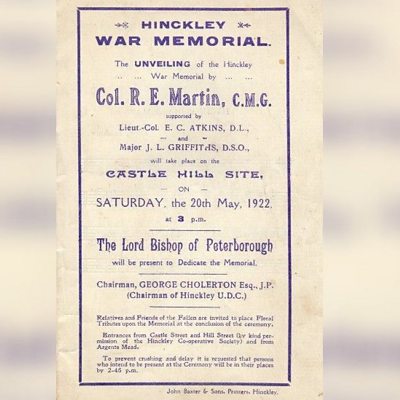 HINCKLEY
WAR MEMORIAL.
The UNVEILING of the Hinckley
.. .. War Memorial by .. ..
Col. R. E. Martin, C.M.G.
supported by
Lieut.-Col. E. C. ATKINS, D.L.,
— and —
Major J. L. GRIFFITHS, D.S.O.,
will take place on the
CASTLE HILL SITE,
— ON —
SATURDAY, the 20th May, 1922,
at 3 p.m.
The Lord Bishop of Peterborough
will be present to Dedicate the Memorial.
Chairman, GEORGE CHOLERTON Esq., J.P.
(Chairman of Hinckley U.D.C.)
Relatives and Friends of the Fallen are invited to place Floral
Tributes upon the Memorial at the conclusion of the ceremony.
Entrances from Castle Street and Hill Street (by kind per-
mission of the Hinckley Co-operative Society) and from
Argents Mead.
To prevent crushing and delay it is requested that persons
who intend to be present at the Ceremony will be in their places
by 2-45 p.m.
John Baxter & Sons, Printers, Hinckley.